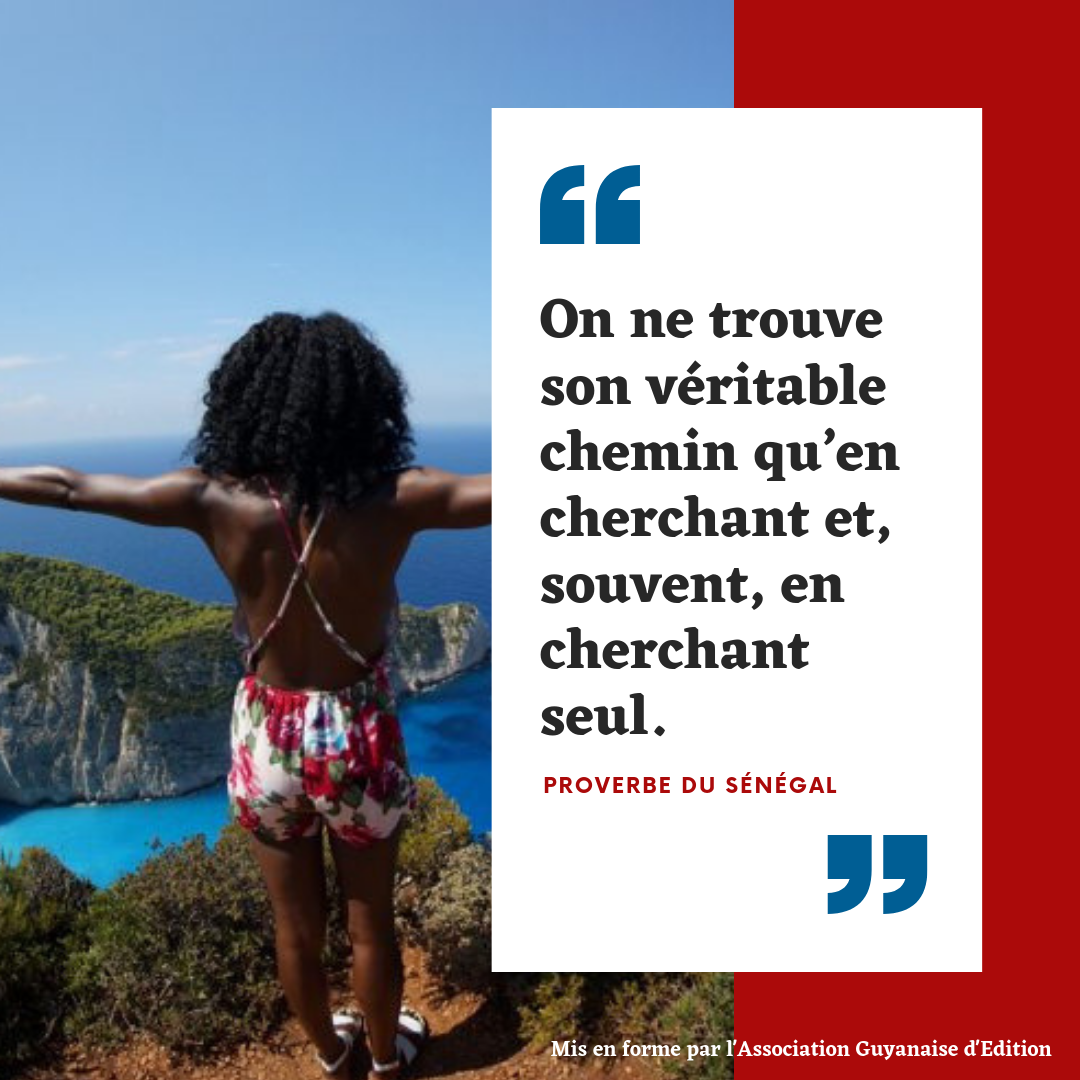 “
On ne trouve
son véritable
chemin qu’en
cherchant et,
souvent, en
cherchant
seul.
PROVERBE DU SÉNÉGAL
”
Mis en forme par l'Association Guyanaise d'Edition